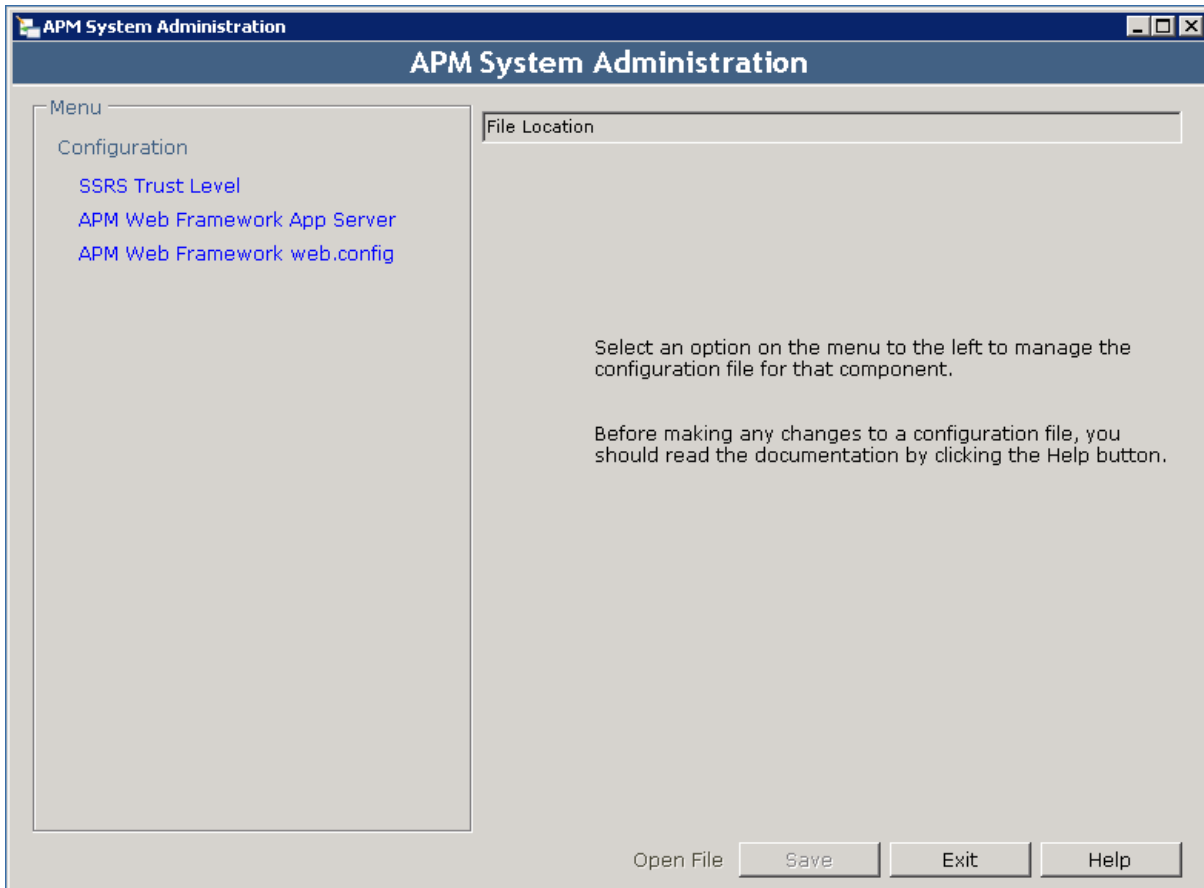 APM System Administration
APM System Administration
Menu
Configuration
SSRS Trust Level
APM Web Framework App Server
APM Web Framework web.config
File Location
Select an option on the menu to the left to manage the
configuration file for that component.
Before making any changes to a configuration file, you
should read the documentation by clicking the Help button.
Open File Save Exit Help